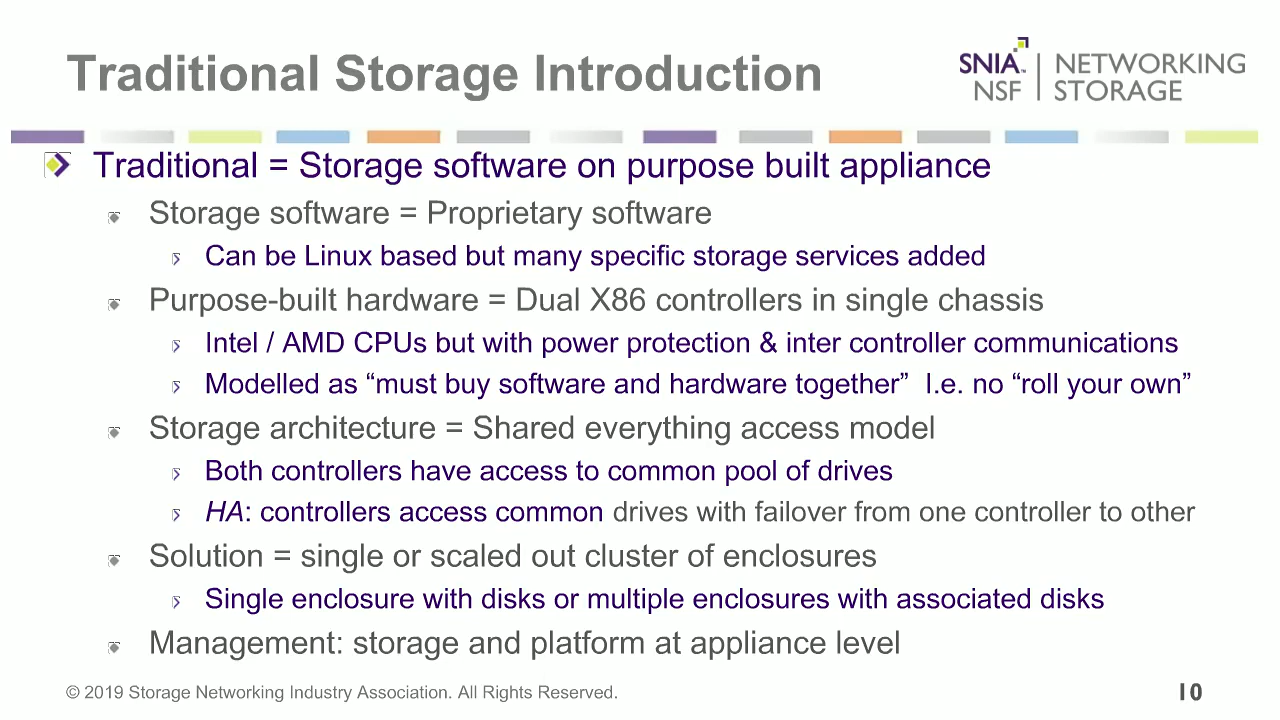 Traditional Storage Introduction
SNIA™ NSF | NETWORKING STORAGE
Traditional = Storage software on purpose built appliance
Storage software = Proprietary software
Can be Linux based but many specific storage services added
Purpose-built hardware = Dual X86 controllers in single chassis
Intel / AMD CPUs but with power protection & inter controller communications
Modelled as “must buy software and hardware together”  I.e. no “roll your own”
Storage architecture = Shared everything access model
Both controllers have access to common pool of drives
HA: controllers access common drives with failover from one controller to other
Solution = single or scaled out cluster of enclosures
Single enclosure with disks or multiple enclosures with associated disks
Management: storage and platform at appliance level
© 2019 Storage Networking Industry Association. All Rights Reserved.
10